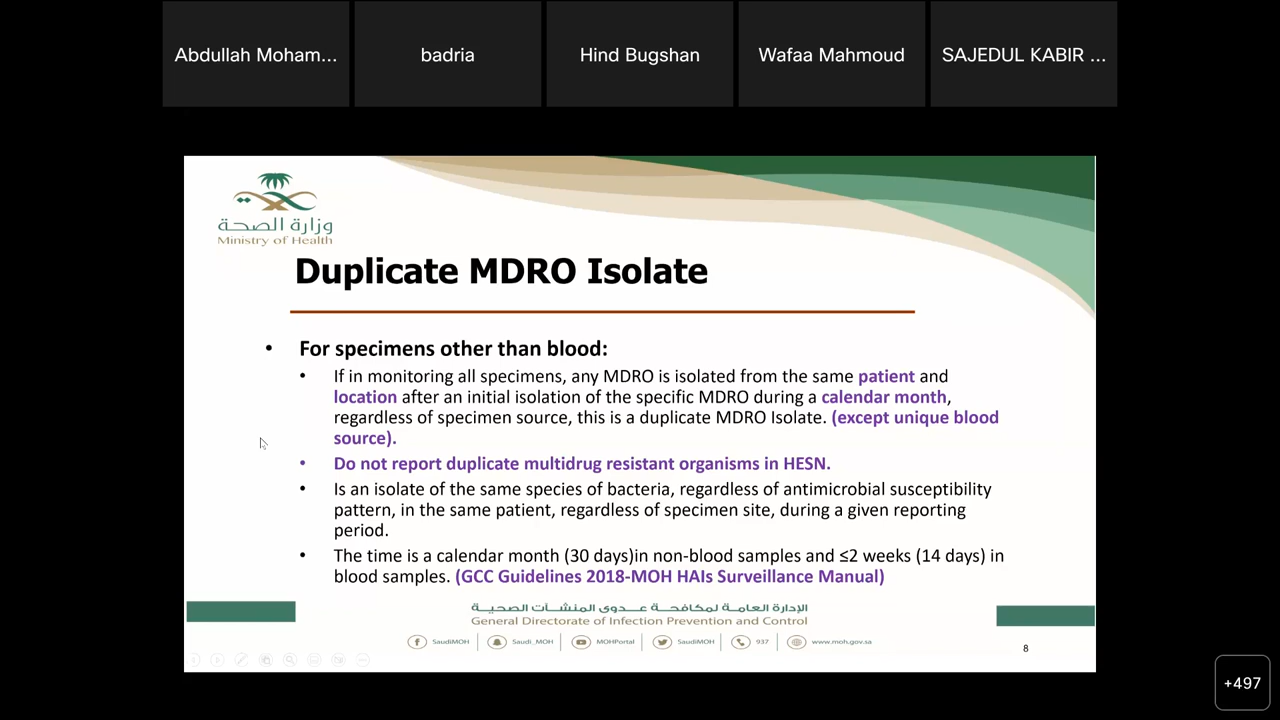 Abdullah Moham...
badria
Hind Bugshan
Wafaa Mahmoud
SAJEDUL KABIR ...
وزارة الصحة
Ministry of Health
Duplicate MDRO Isolate
• For specimens other than blood:
• If in monitoring all specimens, any MDRO is isolated from the same patient and
location after an initial isolation of the specific MDRO during a calendar month,
regardless of specimen source, this is a duplicate MDRO Isolate. (except unique blood
source).
• Do not report duplicate multidrug resistant organisms in HESN.
• Is an isolate of the same species of bacteria, regardless of antimicrobial susceptibility
pattern, in the same patient, regardless of specimen site, during a given reporting
period.
• The time is a calendar month (30 days)in non-blood samples and ≤2 weeks (14 days) in
blood samples. (GCC Guidelines 2018-MOH HAIs Surveillance Manual)
الإدارة العامة لمكافحة عدوى المنشآت الصحية
General Directorate of Infection Prevention and Control
SaudiMOH
Saudi_MOH
MOHPortal
SaudiMOH
937
www.moh.gov.sa
8
+497